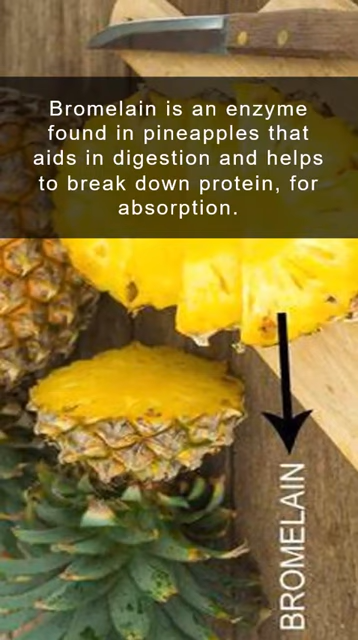 Bromelain is an enzyme
found in pineapples that
aids in digestion and helps
to break down protein, for
absorption.
BROMELAIN